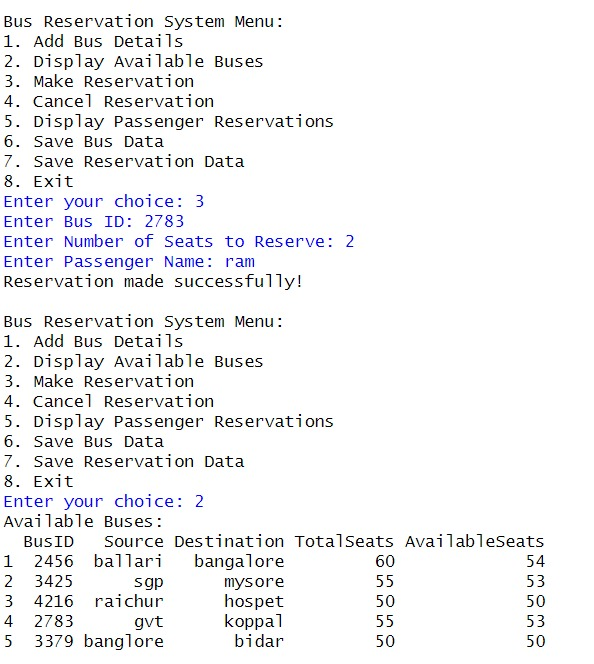 Bus Reservation System Menu:
1. Add Bus Details
2. Display Available Buses
3. Make Reservation
4. Cancel Reservation
5. Display Passenger Reservations
6. Save Bus Data
7. Save Reservation Data
8. Exit
Enter your choice: 3
Enter Bus ID: 2783
Enter Number of Seats to Reserve: 2
Enter Passenger Name: ram
Reservation made successfully!

Bus Reservation System Menu:
1. Add Bus Details
2. Display Available Buses
3. Make Reservation
4. Cancel Reservation
5. Display Passenger Reservations
6. Save Bus Data
7. Save Reservation Data
8. Exit
Enter your choice: 2
Available Buses:
  BusID   Source Destination TotalSeats AvailableSeats
1  2456  ballari   bangalore         60             54
2  3425      sgp      mysore         55             53
3  4216  raichur      hospet         50             50
4  2783      gvt      koppal         55             53
5  3379 banglore       bidar         50             50